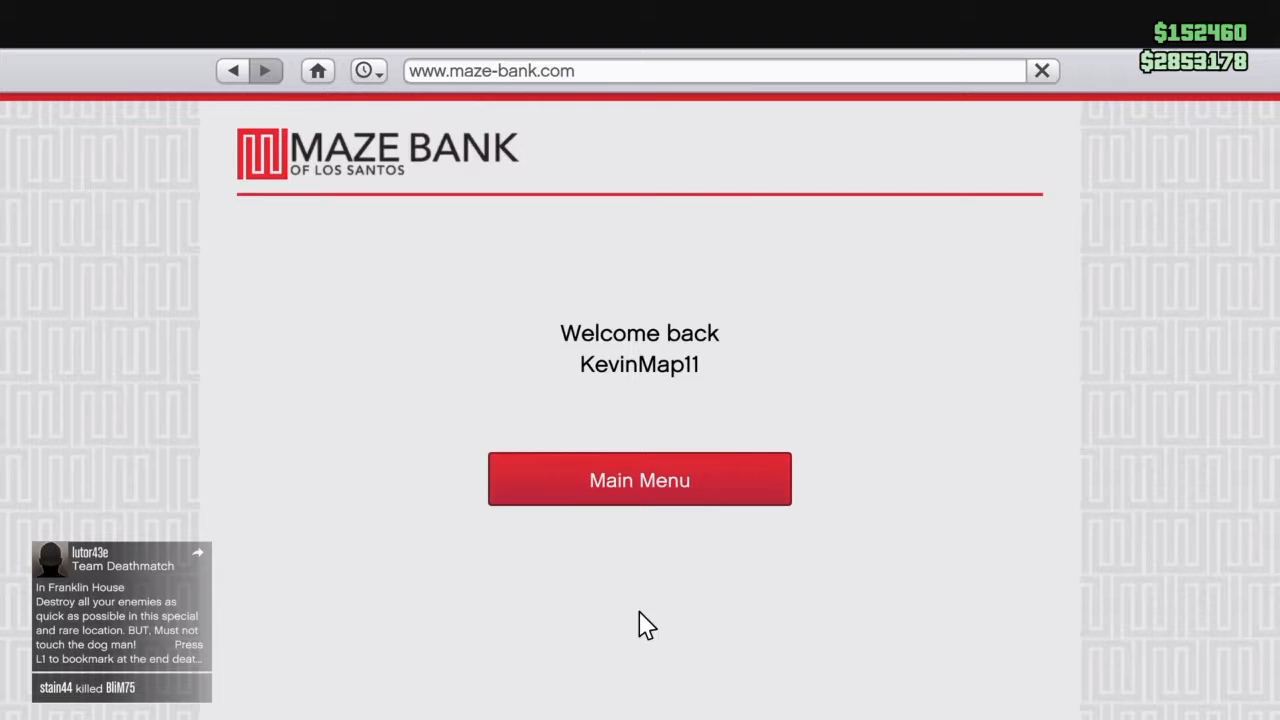 $152460
www.maze-bank.com
$2853178
MAZE BANK
OF LOS SANTOS
Welcome back
KevinMap11
Main Menu
lutor43e
Team Deathmatch
In Franklin House
Destroy all your enemies as
quick as possible in this special
and rare location. BUT, Must not
touch the dog man! Press
L1 to bookmark at the end deat...
stain44 killed BliM75